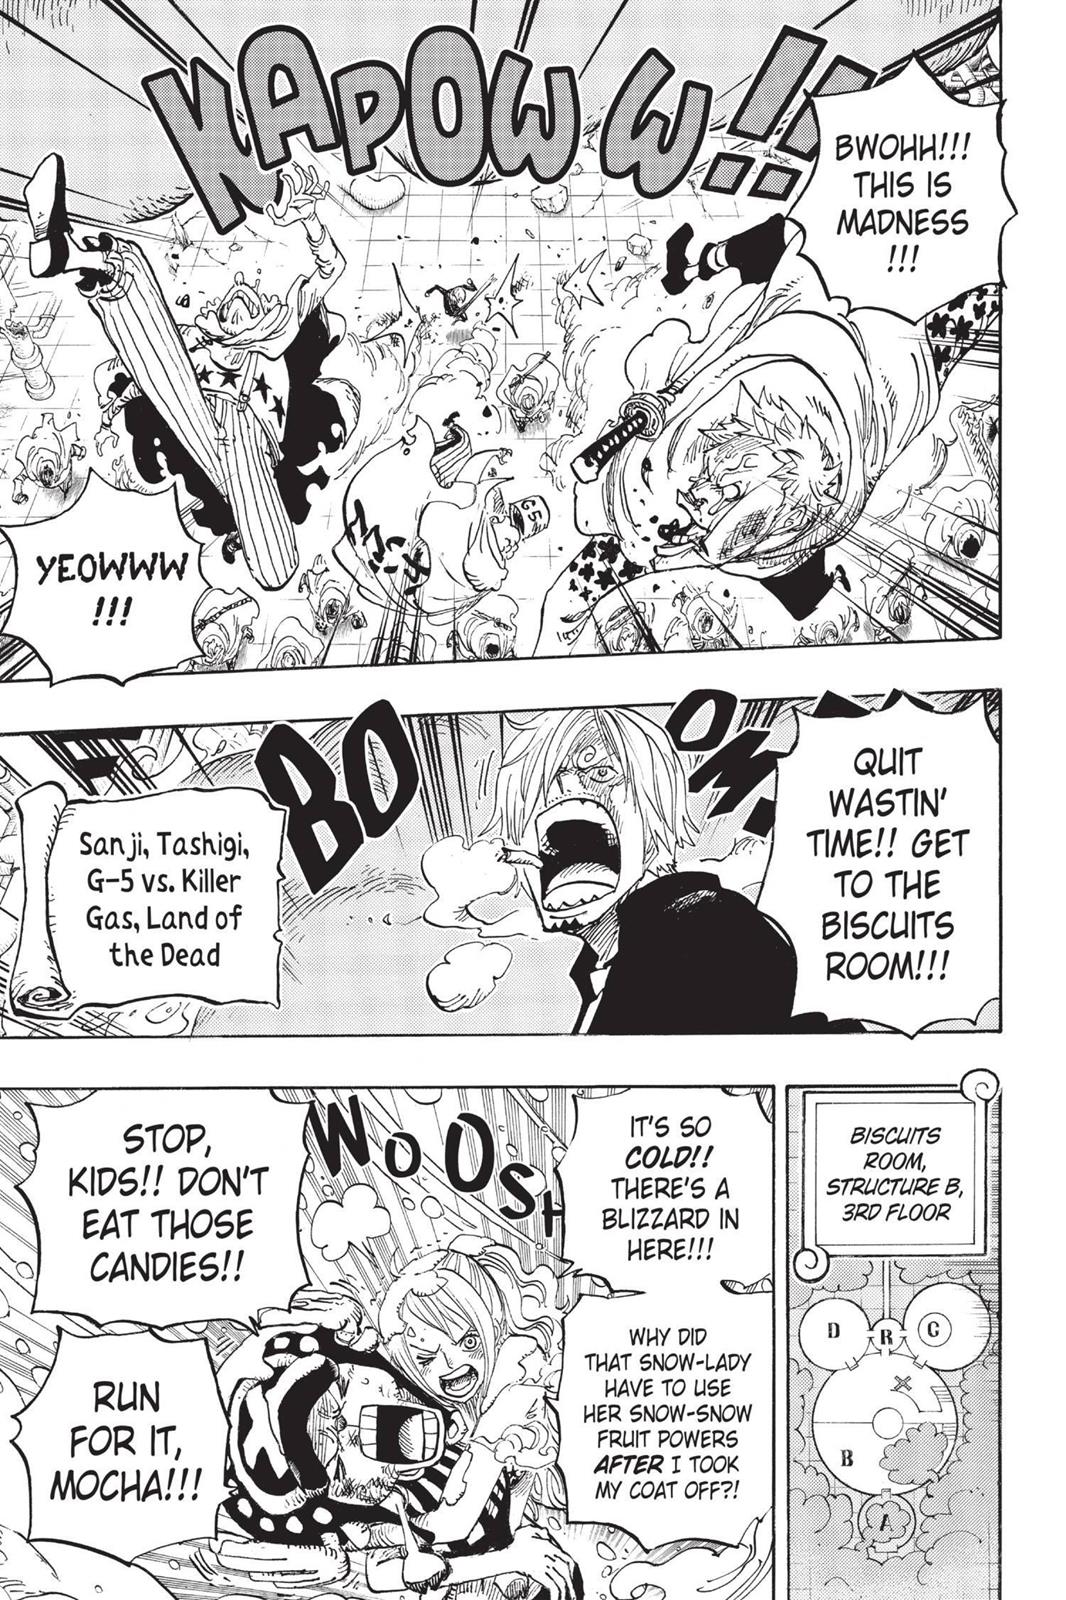 KAPOWW!!
BWOHH!!!
THIS IS
MADNESS
!!!
G5
YEOWWW
!!!
QUIT
WASTIN'
TIME!! GET
TO THE
BISCUITS
ROOM!!!
BOOM!
Sanji, Tashigi,
G-5 vs. Killer
Gas, Land of
the Dead
BISCUITS
ROOM,
STRUCTURE B,
3RD FLOOR
D R C
B
A
IT'S SO
COLD!!
THERE'S A
BLIZZARD IN
HERE!!!
WHY DID
THAT SNOW-LADY
HAVE TO USE
HER SNOW-SNOW
FRUIT POWERS
AFTER I TOOK
MY COAT OFF?!
WOOSH
STOP,
KIDS!! DON'T
EAT THOSE
CANDIES!!
RUN
FOR IT,
MOCHA!!!